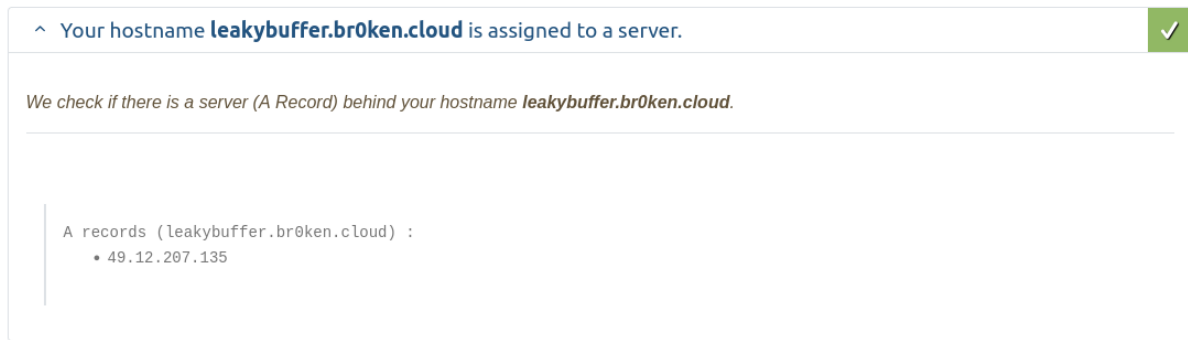 Your hostname leakybuffer.br0ken.cloud is assigned to a server.
We check if there is a server (A Record) behind your hostname leakybuffer.br0ken.cloud.
A records (leakybuffer.br0ken.cloud) :
• 49.12.207.135